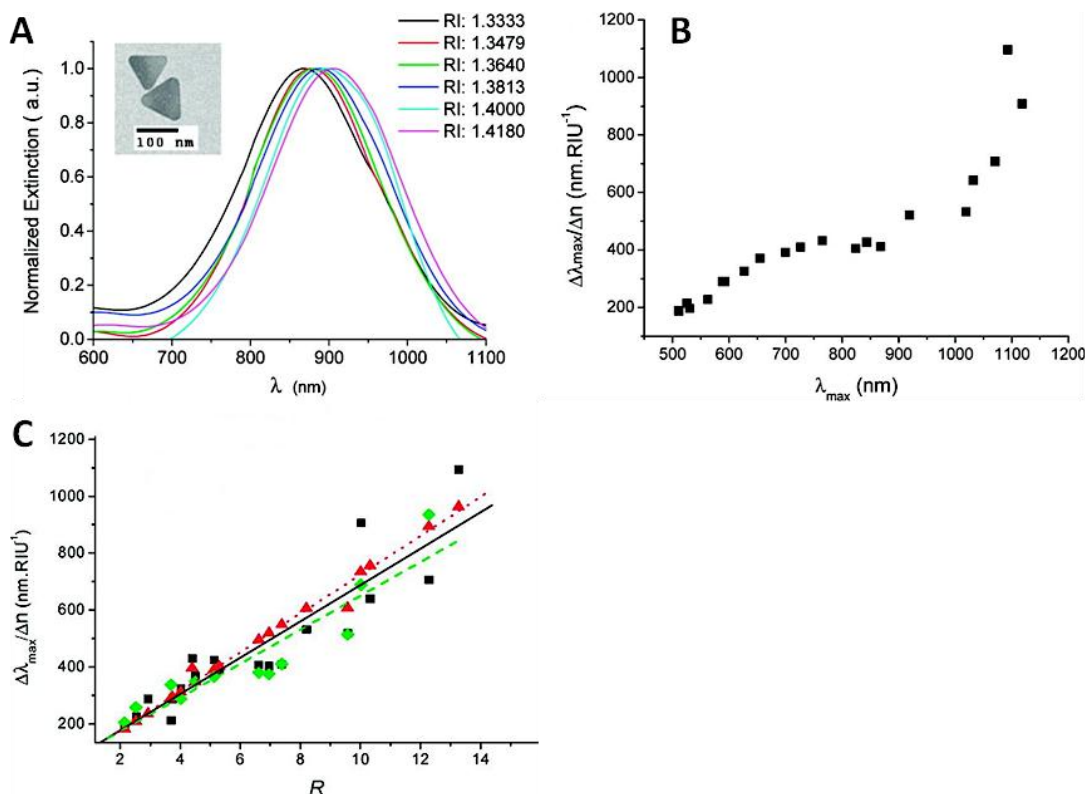 A
RI: 1.3333
RI: 1.3479
RI: 1.3640
RI: 1.3813
RI: 1.4000
RI: 1.4180
100 nm
Normalized Extinction ( a.u.)
1.0
0.8
0.6
0.4
0.2
0.0
600 700 800 900 1000 1100
λ (nm)
B
Δλmax/Δn (nm.RIU⁻¹)
1200
1000
800
600
400
200
500 600 700 800 900 1000 1100 1200
λmax (nm)
C
Δλmax/Δn (nm.RIU⁻¹)
1200
1000
800
600
400
200
2 4 6 8 10 12 14
R